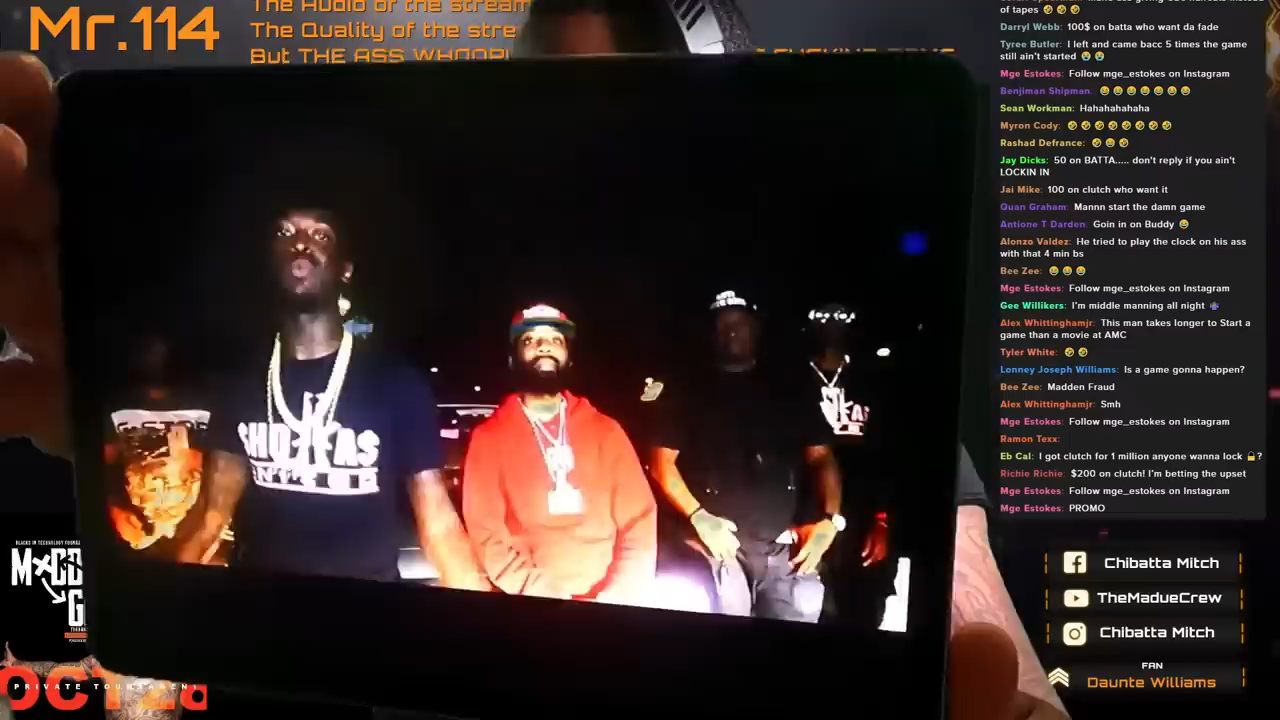 Mr.114
The Audio of the stream
The Quality of the stre
But THE ASS WHOOP
of tapes 🤣 🤣 🤣
Darryl Webb: 100$ on batta who want da fade
Tyree Butler: I left and came bacc 5 times the game
still ain't started 😭 😭
Mge Estokes: Follow mge_estokes on Instagram
Benjiman Shipman: 😂 😂 😂 😂 😂 😂 😂
Sean Workman: Hahahahahaha
Myron Cody: 🤣 🤣 🤣 🤣 🤣 🤣 🤣 🤣
Rashad Defrance: 🤣 😂 🤣
Jay Dicks: 50 on BATTA..... don't reply if you ain't
LOCKIN IN
Jai Mike: 100 on clutch who want it
Quan Graham: Mannn start the damn game
Antione T Darden: Goin in on Buddy 😂
Alonzo Valdez: He tried to play the clock on his ass
with that 4 min bs
Bee Zee: 😂 😂 😂
Mge Estokes: Follow mge_estokes on Instagram
Gee Willikers: I'm middle manning all night
Alex Whittinghamjr: This man takes longer to Start a
game than a movie at AMC
Tyler White: 🤣 🤣
Lonney Joseph Williams: Is a game gonna happen?
Bee Zee: Madden Fraud
Alex Whittinghamjr: Smh
Mge Estokes: Follow mge_estokes on Instagram
Ramon Texx:
Eb Cal: I got clutch for 1 million anyone wanna lock 🔒?
Richie Richie: $200 on clutch! I'm betting the upset
Mge Estokes: Follow mge_estokes on Instagram
Mge Estokes: PROMO
Chibatta Mitch
TheMadueCrew
Chibatta Mitch
FAN
Daunte Williams
PRIVATE TOURNAMENT